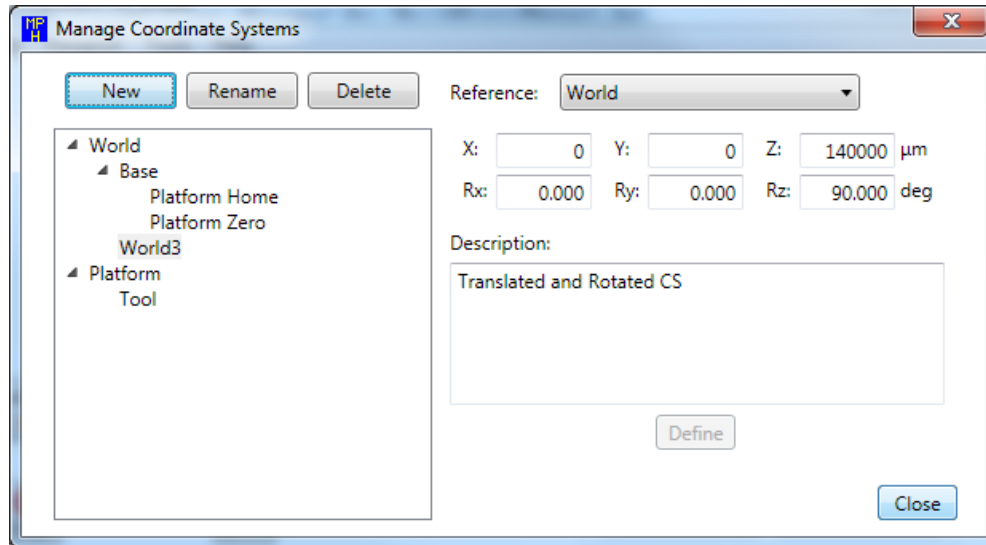 MP
H
Manage Coordinate Systems
New Rename Delete
Reference: World
World
Base
Platform Home
Platform Zero
World3
Platform
Tool
X: 0 Y: 0 Z: 140000 µm
Rx: 0.000 Ry: 0.000 Rz: 90.000 deg
Description:
Translated and Rotated CS
Define
Close